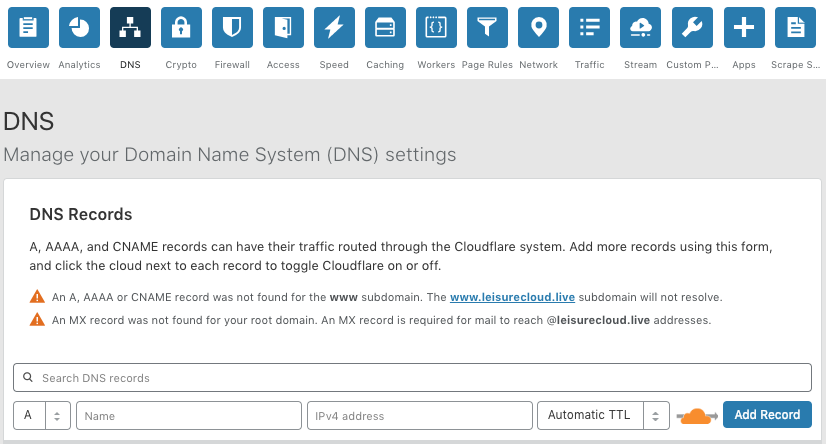 Overview Analytics DNS Crypto Firewall Access Speed Caching Workers Page Rules Network Traffic Stream Custom P... Apps Scrape S...
DNS
Manage your Domain Name System (DNS) settings
DNS Records
A, AAAA, and CNAME records can have their traffic routed through the Cloudflare system. Add more records using this form,
and click the cloud next to each record to toggle Cloudflare on or off.
An A, AAAA or CNAME record was not found for the www subdomain. The www.leisurecloud.live subdomain will not resolve.
An MX record was not found for your root domain. An MX record is required for mail to reach @leisurecloud.live addresses.
Search DNS records
A Name IPv4 address Automatic TTL Add Record